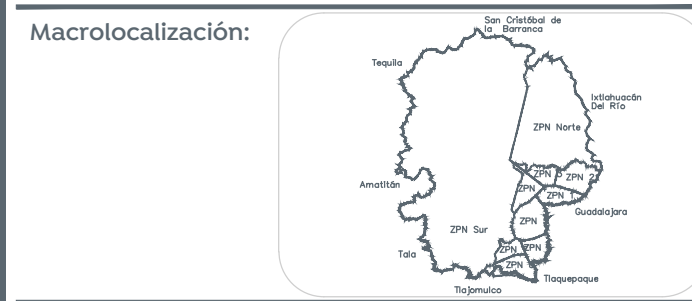 Macrolocalización:
San Cristóbal de
la Barranca
Tequila
Ixtlahuacán
Del Río
ZPN Norte
ZPN 3
ZPN 2
Amatitán
ZPN
ZPN 1
Guadalajara
ZPN
ZPN Sur
ZPN
ZPN
Tala
ZPN
Tlaquepaque
Tlajomulco